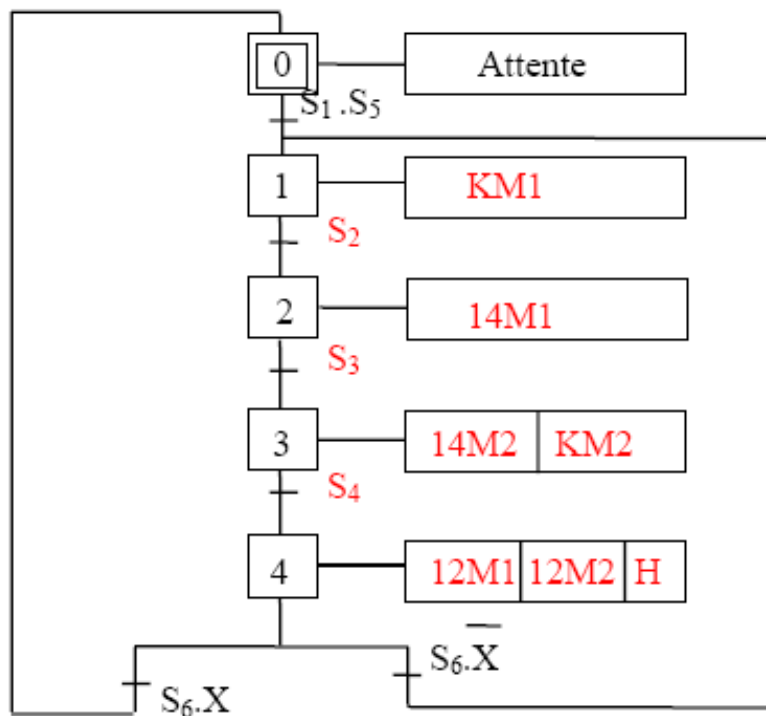 0 Attente
S₁ .S₅
1 KM1
S₂
2 14M1
S₃
3 14M2 KM2
S₄
4 12M1 12M2 H
S₆.X̅
S₆.X